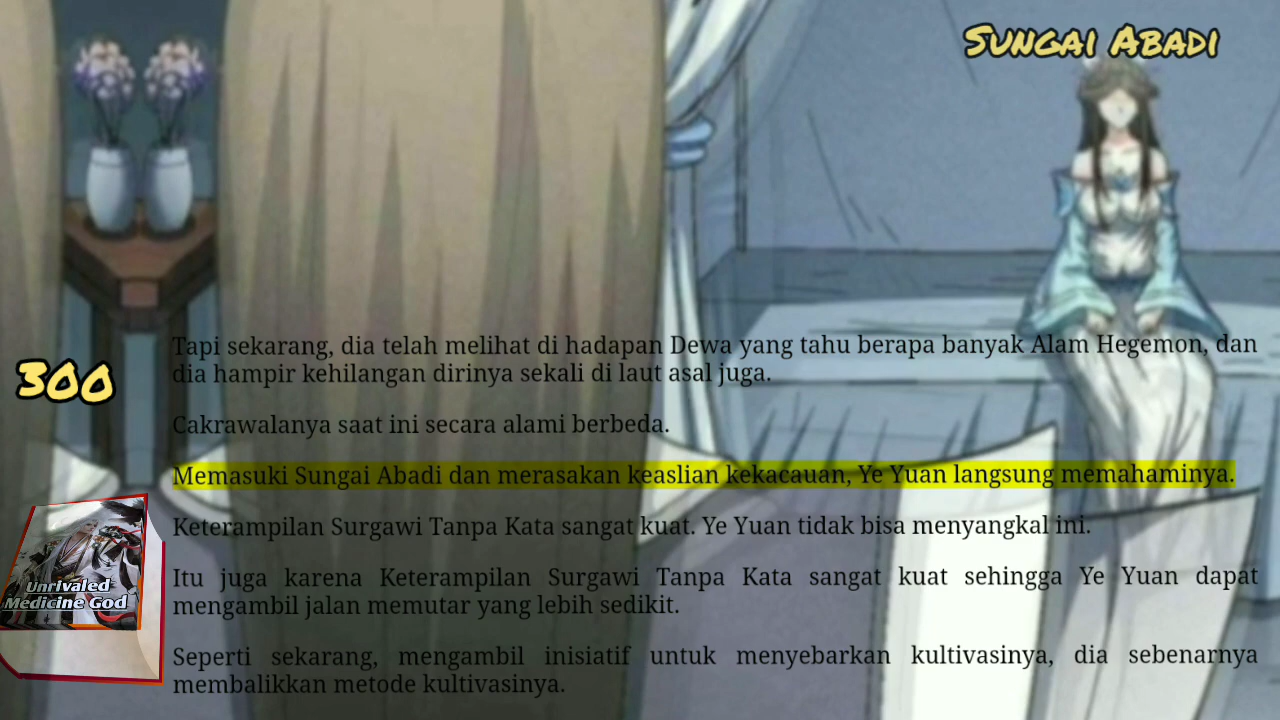 Sungai Abadi
300
Unrivaled
Medicine God
Tapi sekarang, dia telah melihat di hadapan Dewa yang tahu berapa banyak Alam Hegemon, dan
dia hampir kehilangan dirinya sekali di laut asal juga.
Cakrawalanya saat ini secara alami berbeda.
Memasuki Sungai Abadi dan merasakan keaslian kekacauan, Ye Yuan langsung memahaminya.
Keterampilan Surgawi Tanpa Kata sangat kuat. Ye Yuan tidak bisa menyangkal ini.
Itu juga karena Keterampilan Surgawi Tanpa Kata sangat kuat sehingga Ye Yuan dapat
mengambil jalan memutar yang lebih sedikit.
Seperti sekarang, mengambil inisiatif untuk menyebarkan kultivasinya, dia sebenarnya
membalikkan metode kultivasinya.